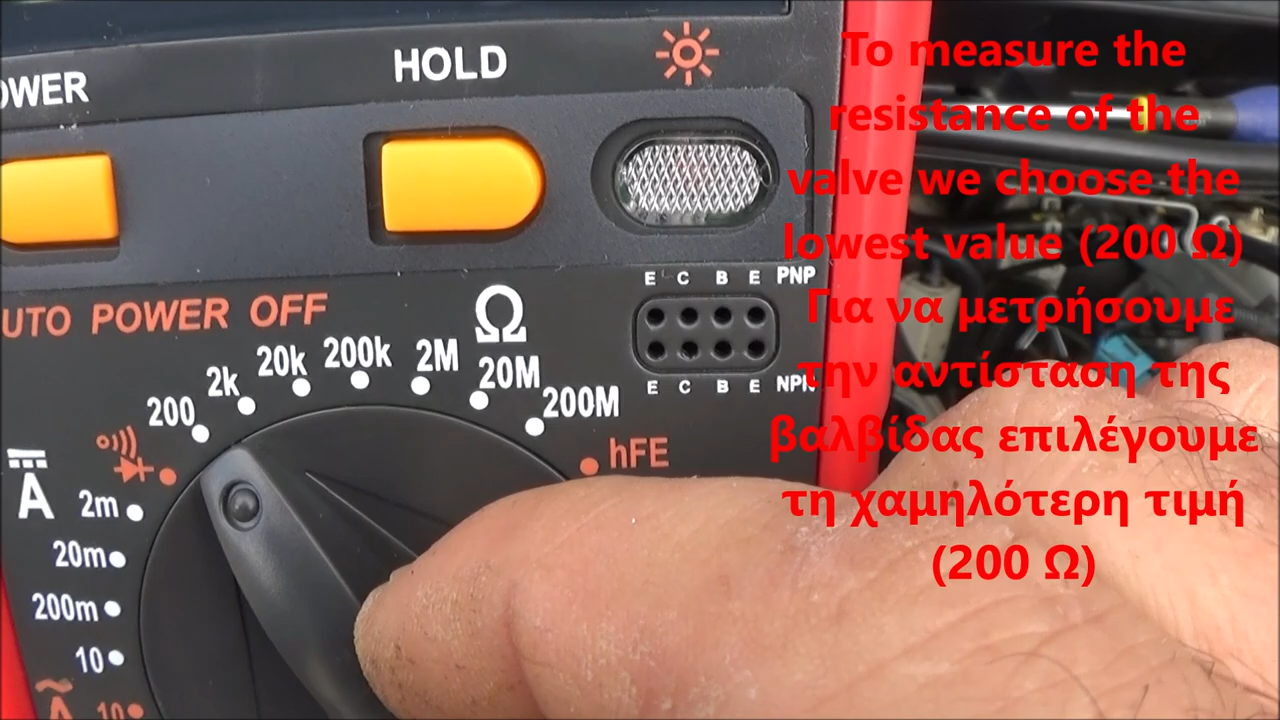 HOLD
To measure the
resistance of the
valve we choose the
lowest value (200 Ω)
Για να μετρήσουμε
την αντίσταση της
βαλβίδας επιλέγουμε
τη χαμηλότερη τιμή
(200 Ω)
E C B E PNP
E C B E NPN
POWER OFF
Ω
200
2k
20k
200k
2M
20M
200M
hFE
A
2m
20m
200m
10
10